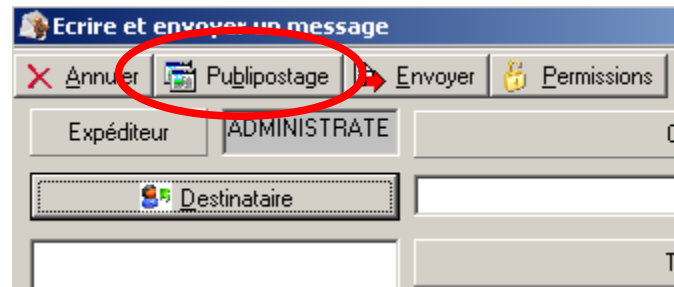 Ecrire et envoyer un message
Annuler Publipostage Envoyer Permissions
Expéditeur ADMINISTRATE
Destinataire